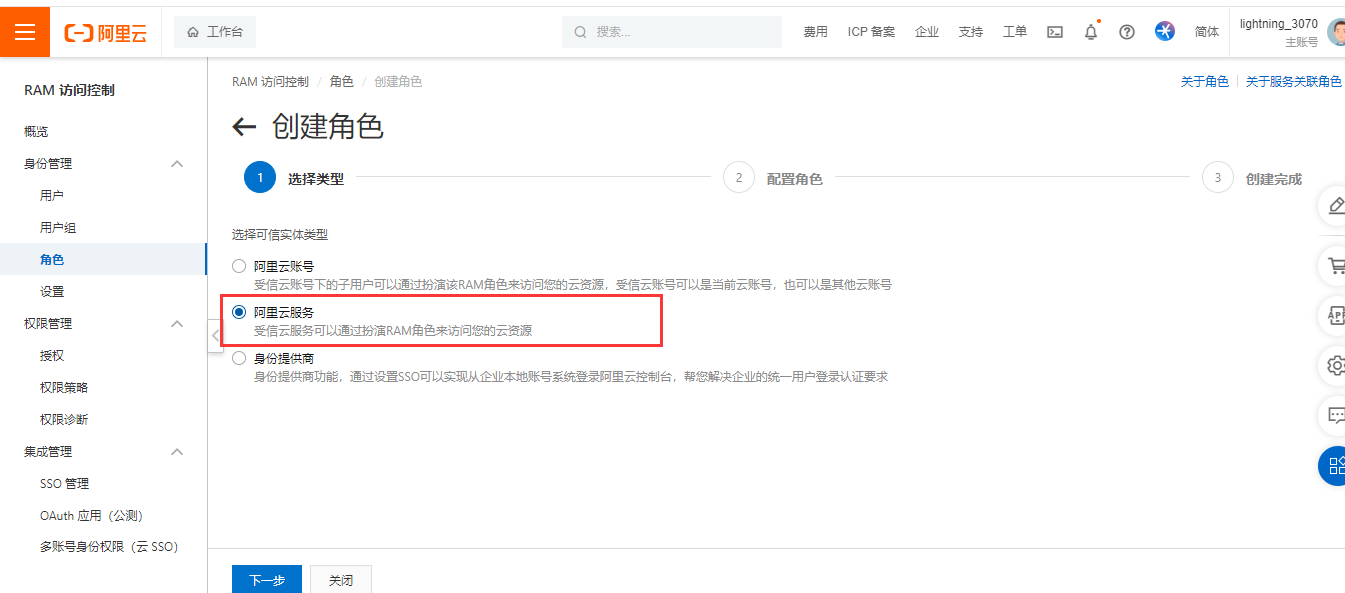 阿里云
工作台
搜索...
费用
ICP 备案
企业
支持
工单
简体
lightning_3070
主账号
RAM 访问控制
概览
身份管理
用户
用户组
角色
设置
权限管理
授权
权限策略
权限诊断
集成管理
SSO 管理
OAuth 应用（公测）
多账号身份权限（云 SSO）
RAM 访问控制 / 角色 / 创建角色
关于角色
关于服务关联角色
创建角色
1 选择类型
2 配置角色
3 创建完成
选择可信实体类型
阿里云账号
受信云账号下的子用户可以通过扮演该RAM角色来访问您的云资源，受信云账号可以是当前云账号，也可以是其他云账号
阿里云服务
受信云服务可以通过扮演RAM角色来访问您的云资源
身份提供商
身份提供商功能，通过设置SSO可以实现从企业本地账号系统登录阿里云控制台，帮您解决企业的统一用户登录认证要求
API
下一步
关闭